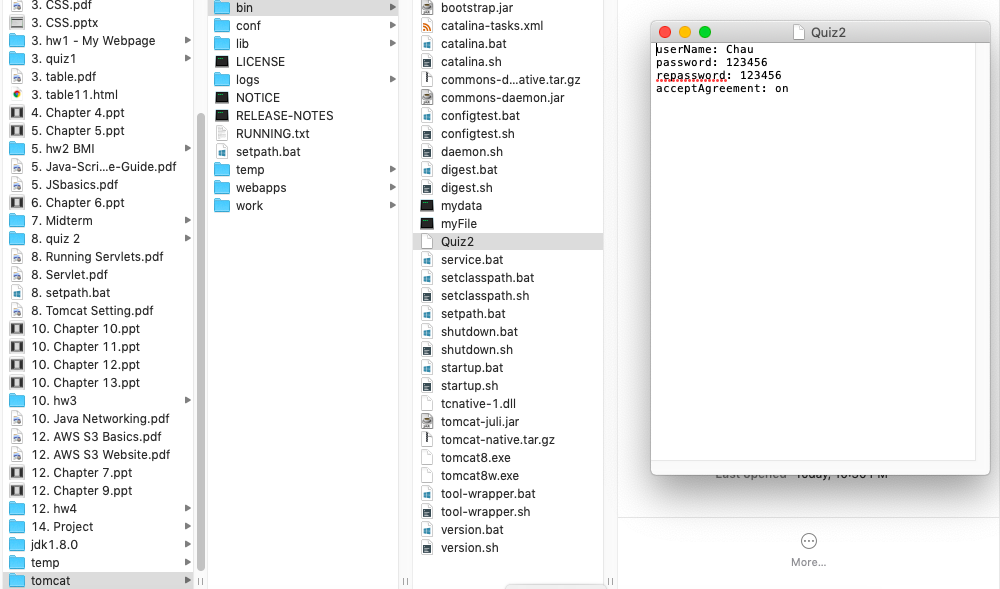 3. CSS.pdf
3. CSS.pptx
3. hw1 - My Webpage
3. quiz1
3. table.pdf
3. table11.html
4. Chapter 4.ppt
5. Chapter 5.ppt
5. hw2 BMI
5. Java-Scri...e-Guide.pdf
5. JSbasics.pdf
6. Chapter 6.ppt
7. Midterm
8. quiz 2
8. Running Servlets.pdf
8. Servlet.pdf
8. setpath.bat
8. Tomcat Setting.pdf
10. Chapter 10.ppt
10. Chapter 11.ppt
10. Chapter 12.ppt
10. Chapter 13.ppt
10. hw3
10. Java Networking.pdf
12. AWS S3 Basics.pdf
12. AWS S3 Website.pdf
12. Chapter 7.ppt
12. Chapter 9.ppt
12. hw4
14. Project
jdk1.8.0
temp
tomcat
bin
conf
lib
LICENSE
logs
NOTICE
RELEASE-NOTES
RUNNING.txt
setpath.bat
temp
webapps
work
bootstrap.jar
catalina-tasks.xml
catalina.bat
catalina.sh
commons-d...ative.tar.gz
commons-daemon.jar
configtest.bat
configtest.sh
daemon.sh
digest.bat
digest.sh
mydata
myFile
Quiz2
service.bat
setclasspath.bat
setclasspath.sh
setpath.bat
shutdown.bat
shutdown.sh
startup.bat
startup.sh
tcnative-1.dll
tomcat-juli.jar
tomcat-native.tar.gz
tomcat8.exe
tomcat8w.exe
tool-wrapper.bat
tool-wrapper.sh
version.bat
version.sh
Quiz2
userName: Chau
password: 123456
repassword: 123456
acceptAgreement: on
Last opened Today,
More...